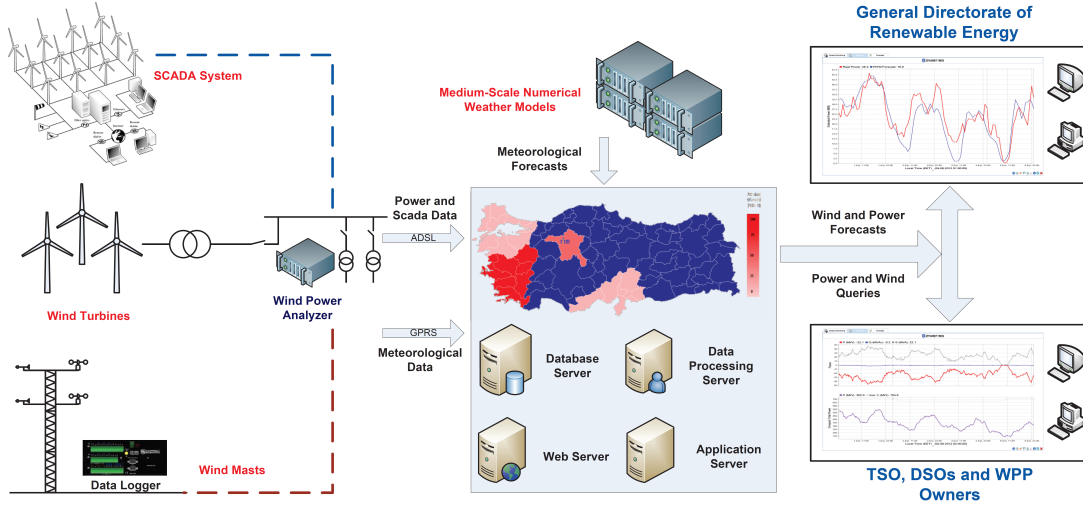 General Directorate of
Renewable Energy
SCADA System
Medium-Scale Numerical
Weather Models
Meteorological
Forecasts
Power and
Scada Data
ADSL
Wind and Power
Forecasts
Power and Wind
Queries
Wind Turbines
Wind Power
Analyzer
GPRS
Meteorological
Data
Database
Server
Data
Processing
Server
Web Server
Application
Server
Data Logger
Wind Masts
TSO, DSOs and WPP
Owners